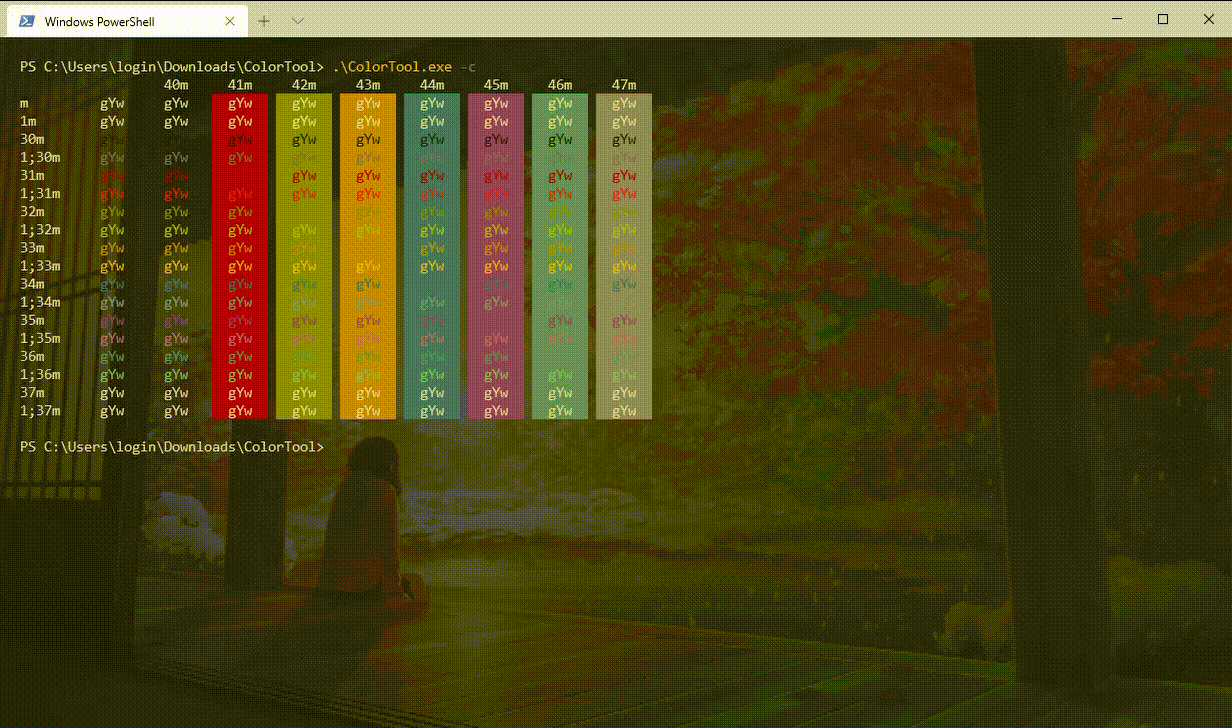 Windows PowerShell
PS C:\Users\login\Downloads\ColorTool> .\ColorTool.exe -c
40m 41m 42m 43m 44m 45m 46m 47m
m gYw gYw gYw gYw gYw gYw gYw gYw gYw
1m gYw gYw gYw gYw gYw gYw gYw gYw gYw
30m gYw gYw gYw gYw gYw gYw gYw gYw
1;30m gYw gYw gYw gYw gYw gYw gYw gYw gYw
31m gYw gYw gYw gYw gYw gYw gYw gYw
1;31m gYw gYw gYw gYw gYw gYw gYw gYw gYw
32m gYw gYw gYw gYw gYw gYw gYw gYw
1;32m gYw gYw gYw gYw gYw gYw gYw gYw gYw
33m gYw gYw gYw gYw gYw gYw gYw gYw
1;33m gYw gYw gYw gYw gYw gYw gYw gYw gYw
34m gYw gYw gYw gYw gYw gYw gYw gYw
1;34m gYw gYw gYw gYw gYw gYw gYw gYw gYw
35m gYw gYw gYw gYw gYw gYw gYw gYw
1;35m gYw gYw gYw gYw gYw gYw gYw gYw gYw
36m gYw gYw gYw gYw gYw gYw gYw gYw
1;36m gYw gYw gYw gYw gYw gYw gYw gYw gYw
37m gYw gYw gYw gYw gYw gYw gYw gYw gYw
1;37m gYw gYw gYw gYw gYw gYw gYw gYw gYw
PS C:\Users\login\Downloads\ColorTool>